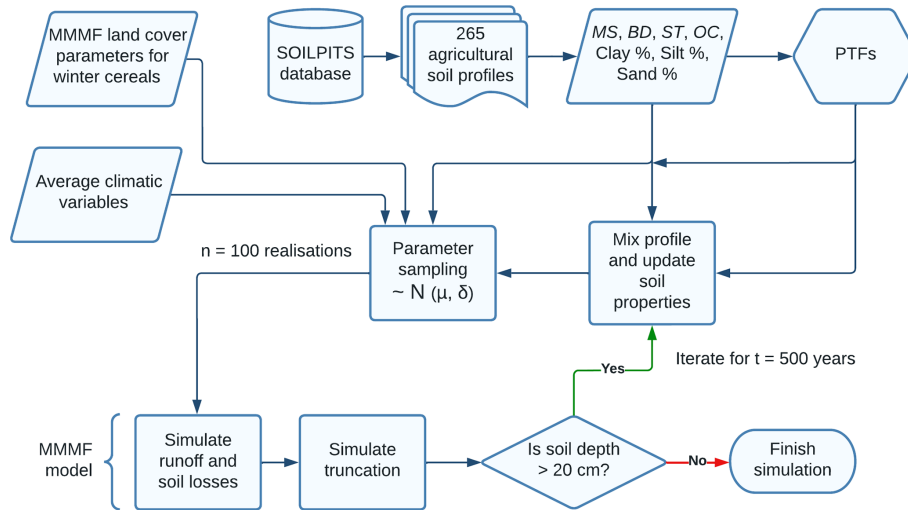 MMMF land cover
parameters for
winter cereals
SOILPITS
database
265
agricultural
soil profiles
MS, BD, ST, OC,
Clay %, Silt %,
Sand %
PTFs
Average climatic
variables
n = 100 realisations
Parameter
sampling
~ N (μ, δ)
Mix profile
and update
soil
properties
Iterate for t = 500 years
Yes
MMMF
model
Simulate
runoff and
soil losses
Simulate
truncation
Is soil depth
> 20 cm?
No
Finish
simulation